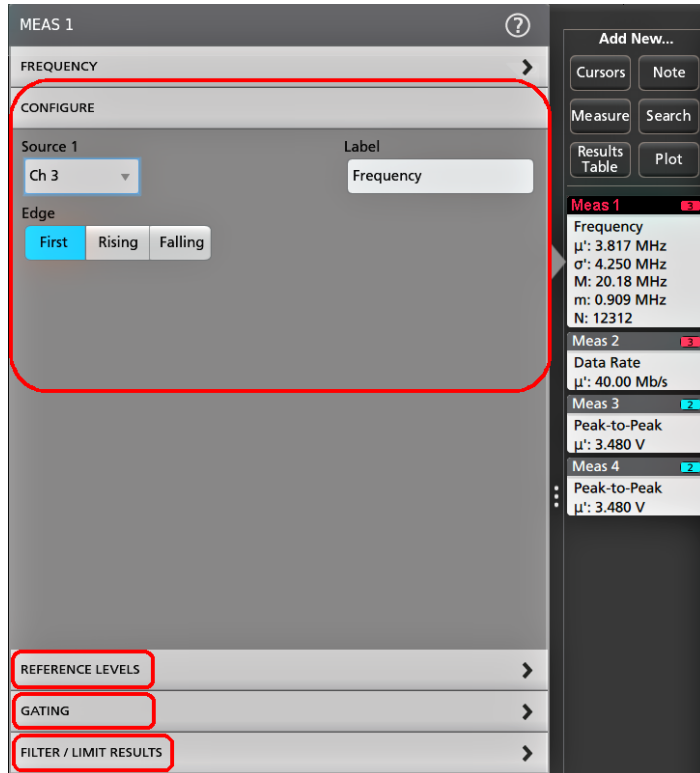 MEAS 1
?
FREQUENCY
CONFIGURE
Source 1
Label
Ch 3
Frequency
Edge
First
Rising
Falling
REFERENCE LEVELS
GATING
FILTER / LIMIT RESULTS
Add New...
Cursors
Note
Measure
Search
Results
Table
Plot
Meas 1
3
Frequency
µ': 3.817 MHz
σ': 4.250 MHz
M: 20.18 MHz
m: 0.909 MHz
N: 12312
Meas 2
3
Data Rate
µ': 40.00 Mb/s
Meas 3
2
Peak-to-Peak
µ': 3.480 V
Meas 4
2
Peak-to-Peak
µ': 3.480 V